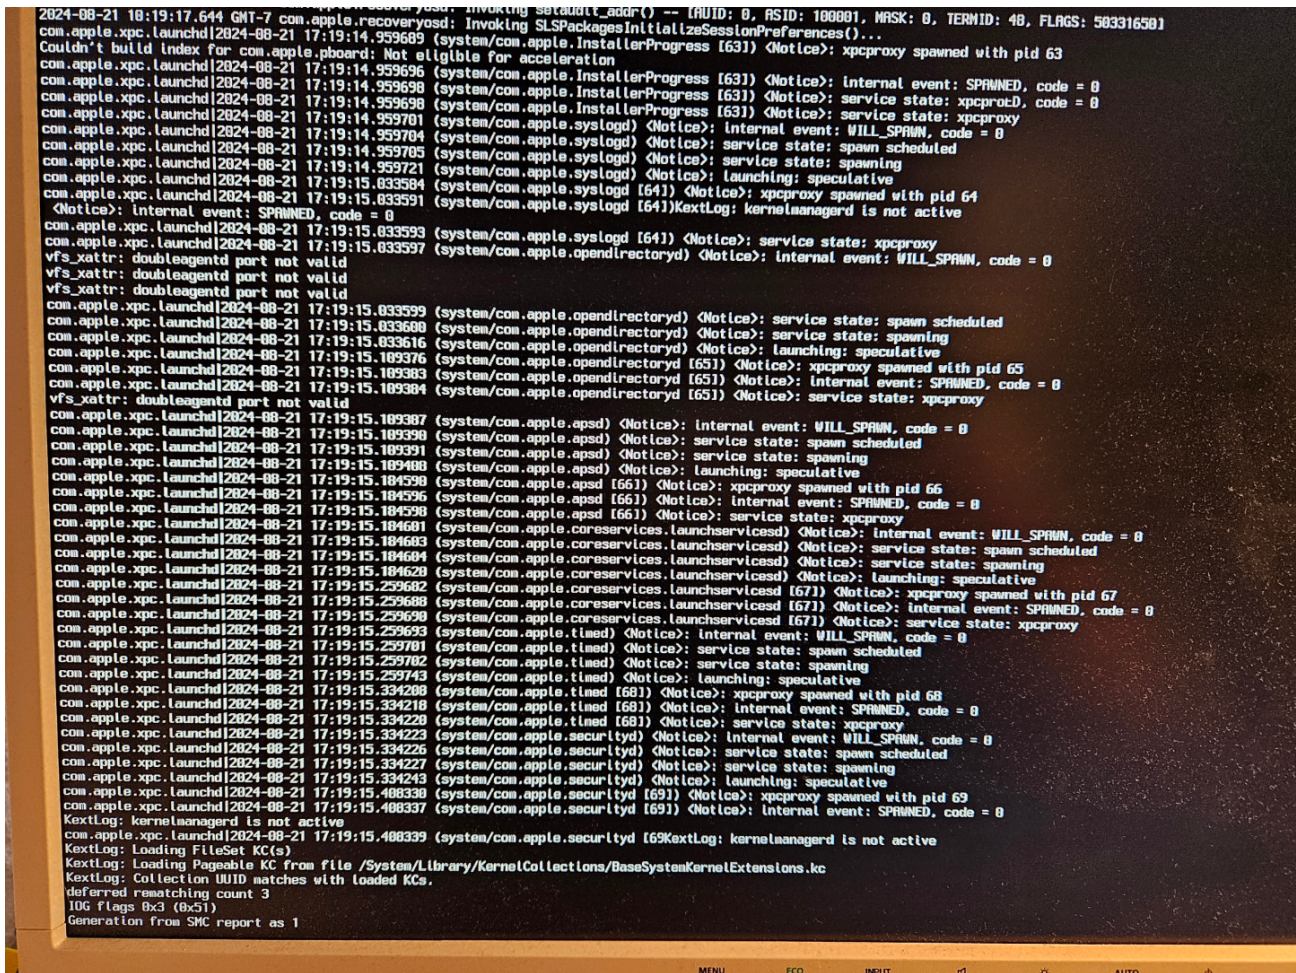 2024-08-21 10:19:17.644 GMT-7 com.apple.recoveryosd: Invoking setaudit_addr() -- [AUID: 0, ASID: 100001, MASK: 0, TERMID: 40, FLAGS: 50331650]
com.apple.recoveryosd: Invoking SLSPackagesInitializeSessionPreferences()...
com.apple.xpc.launchd|2024-08-21 17:19:14.959689 (system/com.apple.InstallerProgress [63]) <Notice>: xpcproxy spawned with pid 63
Couldn't build index for com.apple.pboard: Not eligible for acceleration
com.apple.xpc.launchd|2024-08-21 17:19:14.959696 (system/com.apple.InstallerProgress [63]) <Notice>: internal event: SPAWNED, code = 0
com.apple.xpc.launchd|2024-08-21 17:19:14.959698 (system/com.apple.InstallerProgress [63]) <Notice>: service state: xpcprotD, code = 0
com.apple.xpc.launchd|2024-08-21 17:19:14.959698 (system/com.apple.InstallerProgress [63]) <Notice>: service state: xpcproxy
com.apple.xpc.launchd|2024-08-21 17:19:14.959701 (system/com.apple.syslogd) <Notice>: internal event: WILL_SPAWN, code = 0
com.apple.xpc.launchd|2024-08-21 17:19:14.959704 (system/com.apple.syslogd) <Notice>: service state: spawn scheduled
com.apple.xpc.launchd|2024-08-21 17:19:14.959705 (system/com.apple.syslogd) <Notice>: service state: spawning
com.apple.xpc.launchd|2024-08-21 17:19:14.959721 (system/com.apple.syslogd) <Notice>: launching: speculative
com.apple.xpc.launchd|2024-08-21 17:19:15.033584 (system/com.apple.syslogd [64]) <Notice>: xpcproxy spawned with pid 64
com.apple.xpc.launchd|2024-08-21 17:19:15.033591 (system/com.apple.syslogd [64])KextLog: kernelmanagerd is not active
<Notice>: internal event: SPAWNED, code = 0
com.apple.xpc.launchd|2024-08-21 17:19:15.033593 (system/com.apple.syslogd [64]) <Notice>: service state: xpcproxy
com.apple.xpc.launchd|2024-08-21 17:19:15.033597 (system/com.apple.opendirectoryd) <Notice>: internal event: WILL_SPAWN, code = 0
vfs_xattr: doubleagentd port not valid
vfs_xattr: doubleagentd port not valid
vfs_xattr: doubleagentd port not valid
com.apple.xpc.launchd|2024-08-21 17:19:15.033599 (system/com.apple.opendirectoryd) <Notice>: service state: spawn scheduled
com.apple.xpc.launchd|2024-08-21 17:19:15.033600 (system/com.apple.opendirectoryd) <Notice>: service state: spawning
com.apple.xpc.launchd|2024-08-21 17:19:15.033616 (system/com.apple.opendirectoryd) <Notice>: launching: speculative
com.apple.xpc.launchd|2024-08-21 17:19:15.109376 (system/com.apple.opendirectoryd [65]) <Notice>: xpcproxy spawned with pid 65
com.apple.xpc.launchd|2024-08-21 17:19:15.109383 (system/com.apple.opendirectoryd [65]) <Notice>: internal event: SPAWNED, code = 0
com.apple.xpc.launchd|2024-08-21 17:19:15.109384 (system/com.apple.opendirectoryd [65]) <Notice>: service state: xpcproxy
vfs_xattr: doubleagentd port not valid
com.apple.xpc.launchd|2024-08-21 17:19:15.109387 (system/com.apple.apsd) <Notice>: internal event: WILL_SPAWN, code = 0
com.apple.xpc.launchd|2024-08-21 17:19:15.109390 (system/com.apple.apsd) <Notice>: service state: spawn scheduled
com.apple.xpc.launchd|2024-08-21 17:19:15.109391 (system/com.apple.apsd) <Notice>: service state: spawning
com.apple.xpc.launchd|2024-08-21 17:19:15.109408 (system/com.apple.apsd) <Notice>: launching: speculative
com.apple.xpc.launchd|2024-08-21 17:19:15.184590 (system/com.apple.apsd [66]) <Notice>: xpcproxy spawned with pid 66
com.apple.xpc.launchd|2024-08-21 17:19:15.184596 (system/com.apple.apsd [66]) <Notice>: internal event: SPAWNED, code = 0
com.apple.xpc.launchd|2024-08-21 17:19:15.184598 (system/com.apple.apsd [66]) <Notice>: service state: xpcproxy
com.apple.xpc.launchd|2024-08-21 17:19:15.184601 (system/com.apple.coreservices.launchservicesd) <Notice>: internal event: WILL_SPAWN, code = 0
com.apple.xpc.launchd|2024-08-21 17:19:15.184603 (system/com.apple.coreservices.launchservicesd) <Notice>: service state: spawn scheduled
com.apple.xpc.launchd|2024-08-21 17:19:15.184604 (system/com.apple.coreservices.launchservicesd) <Notice>: service state: spawning
com.apple.xpc.launchd|2024-08-21 17:19:15.184620 (system/com.apple.coreservices.launchservicesd) <Notice>: launching: speculative
com.apple.xpc.launchd|2024-08-21 17:19:15.259682 (system/com.apple.coreservices.launchservicesd [67]) <Notice>: xpcproxy spawned with pid 67
com.apple.xpc.launchd|2024-08-21 17:19:15.259688 (system/com.apple.coreservices.launchservicesd [67]) <Notice>: internal event: SPAWNED, code = 0
com.apple.xpc.launchd|2024-08-21 17:19:15.259690 (system/com.apple.coreservices.launchservicesd [67]) <Notice>: service state: xpcproxy
com.apple.xpc.launchd|2024-08-21 17:19:15.259693 (system/com.apple.timed) <Notice>: internal event: WILL_SPAWN, code = 0
com.apple.xpc.launchd|2024-08-21 17:19:15.259701 (system/com.apple.timed) <Notice>: service state: spawn scheduled
com.apple.xpc.launchd|2024-08-21 17:19:15.259702 (system/com.apple.timed) <Notice>: service state: spawning
com.apple.xpc.launchd|2024-08-21 17:19:15.259743 (system/com.apple.timed) <Notice>: launching: speculative
com.apple.xpc.launchd|2024-08-21 17:19:15.334208 (system/com.apple.timed [68]) <Notice>: xpcproxy spawned with pid 68
com.apple.xpc.launchd|2024-08-21 17:19:15.334218 (system/com.apple.timed [68]) <Notice>: internal event: SPAWNED, code = 0
com.apple.xpc.launchd|2024-08-21 17:19:15.334220 (system/com.apple.timed [68]) <Notice>: service state: xpcproxy
com.apple.xpc.launchd|2024-08-21 17:19:15.334223 (system/com.apple.securityd) <Notice>: internal event: WILL_SPAWN, code = 0
com.apple.xpc.launchd|2024-08-21 17:19:15.334226 (system/com.apple.securityd) <Notice>: service state: spawn scheduled
com.apple.xpc.launchd|2024-08-21 17:19:15.334227 (system/com.apple.securityd) <Notice>: service state: spawning
com.apple.xpc.launchd|2024-08-21 17:19:15.334243 (system/com.apple.securityd) <Notice>: launching: speculative
com.apple.xpc.launchd|2024-08-21 17:19:15.408330 (system/com.apple.securityd [69]) <Notice>: xpcproxy spawned with pid 69
com.apple.xpc.launchd|2024-08-21 17:19:15.408337 (system/com.apple.securityd [69]) <Notice>: internal event: SPAWNED, code = 0
KextLog: kernelmanagerd is not active
com.apple.xpc.launchd|2024-08-21 17:19:15.408339 (system/com.apple.securityd [69KextLog: kernelmanagerd is not active
KextLog: Loading FileSet KC(s)
KextLog: Loading Pageable KC from file /System/Library/KernelCollections/BaseSystemKernelExtensions.kc
KextLog: Collection UUID matches with loaded KCs.
deferred rematching count 3
IOG flags 0x3 (0x51)
Generation from SMC report as 1
MENU ECO INPUT AUTO